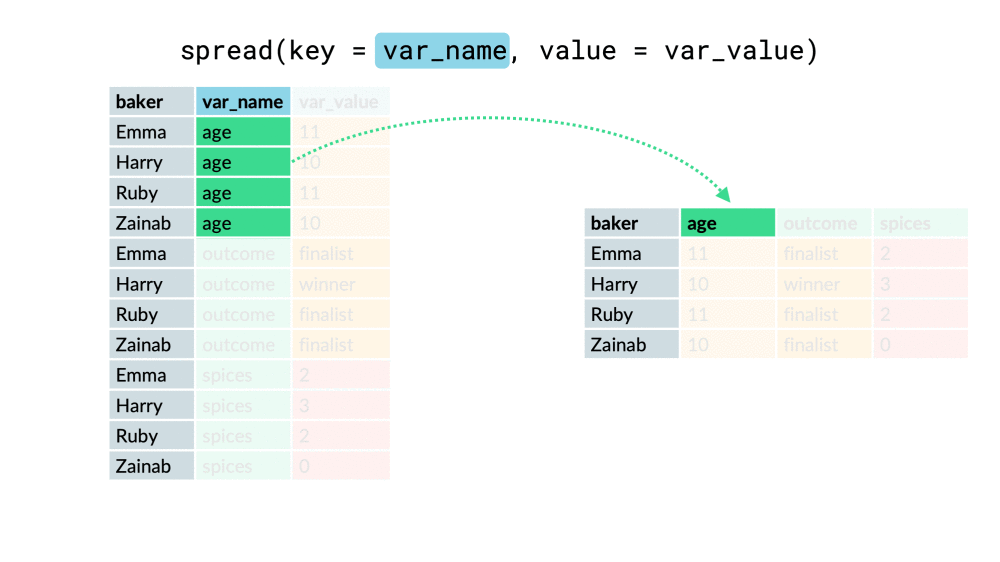 spread(key = var_name, value = var_value)
baker var_name var_value
Emma age 11
Harry age 10
Ruby age 11
Zainab age 10
Emma outcome finalist
Harry outcome winner
Ruby outcome finalist
Zainab outcome finalist
Emma spices 2
Harry spices 3
Ruby spices 2
Zainab spices 0
baker age outcome spices
Emma 11 finalist 2
Harry 10 winner 3
Ruby 11 finalist 2
Zainab 10 finalist 0